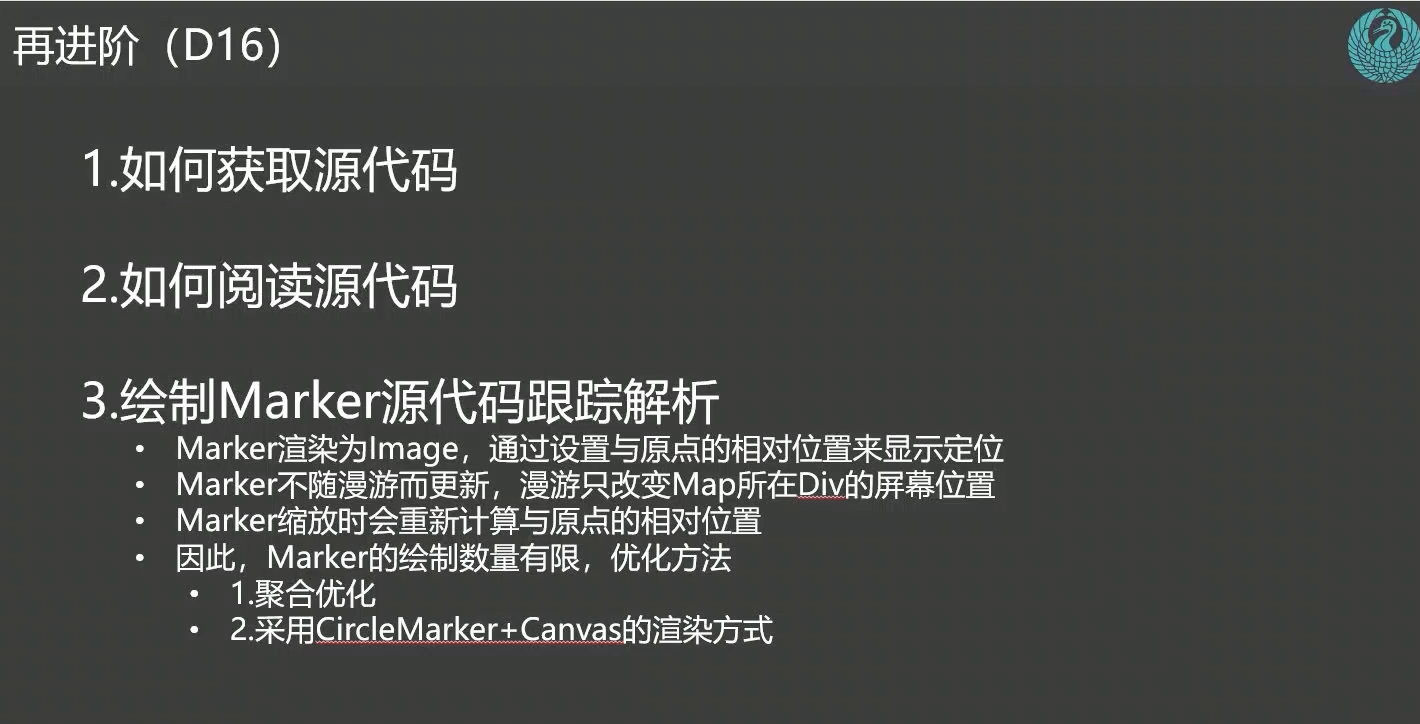 再进阶（D16）
1.如何获取源代码
2.如何阅读源代码
3.绘制Marker源代码跟踪解析
• Marker渲染为Image，通过设置与原点的相对位置来显示定位
• Marker不随漫游而更新，漫游只改变Map所在Div的屏幕位置
• Marker缩放时会重新计算与原点的相对位置
• 因此，Marker的绘制数量有限，优化方法
• 1.聚合优化
• 2.采用CircleMarker+Canvas的渲染方式